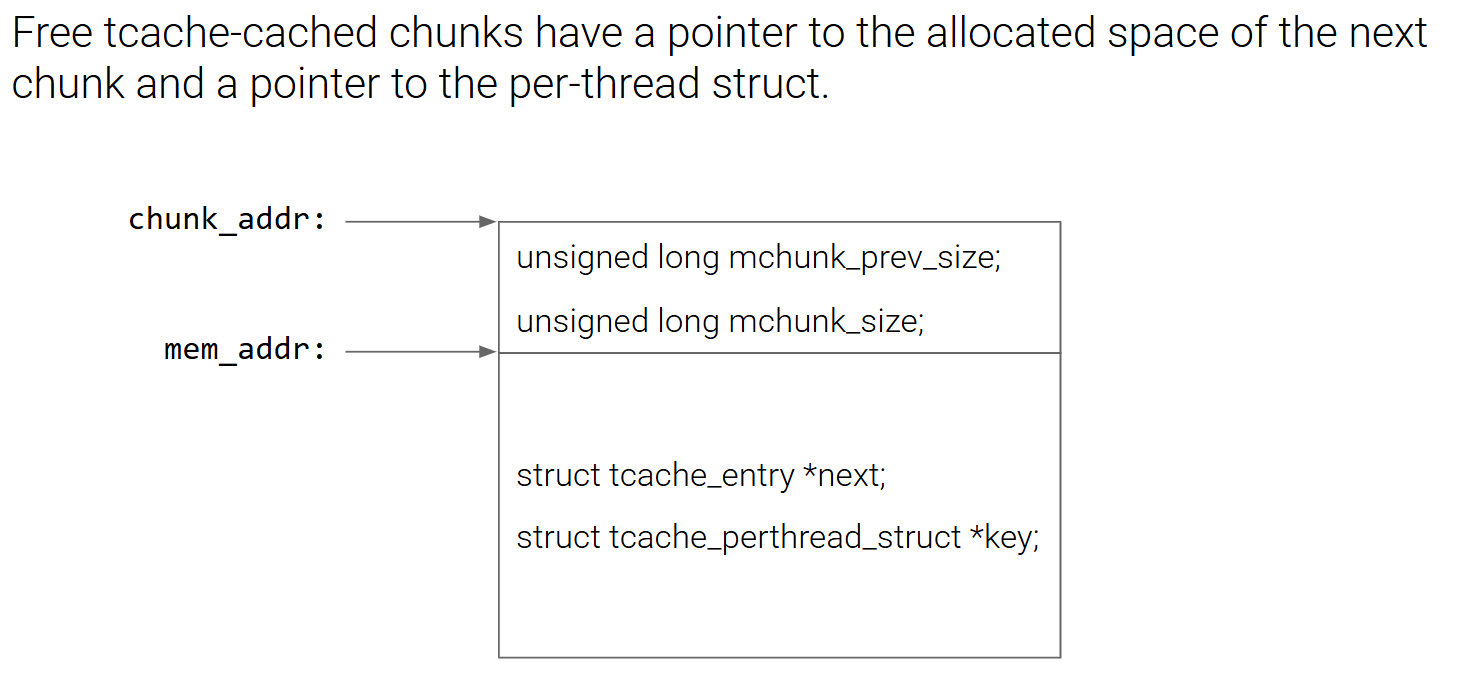 Free tcache-cached chunks have a pointer to the allocated space of the next
chunk and a pointer to the per-thread struct.
chunk_addr:
unsigned long mchunk_prev_size;
unsigned long mchunk_size;
mem_addr:
struct tcache_entry *next;
struct tcache_perthread_struct *key;